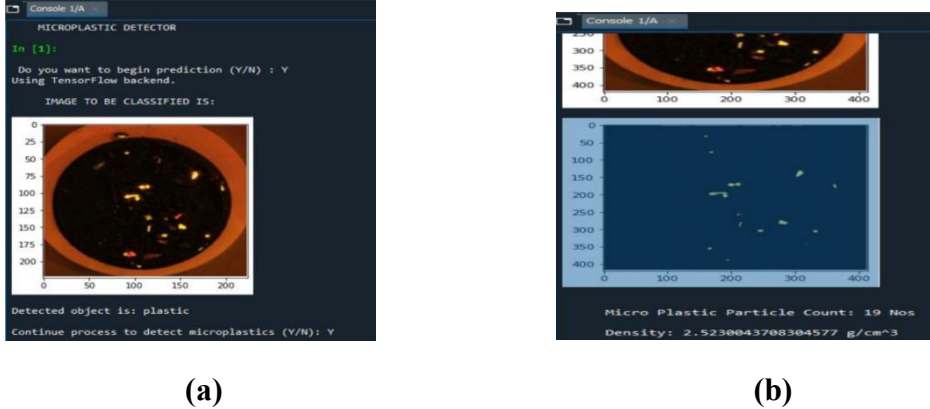 Console 1/A
MICROPLASTIC DETECTOR
In [1]:
Do you want to begin prediction (Y/N) : Y
Using TensorFlow backend.
IMAGE TO BE CLASSIFIED IS:
0
25
50
75
100
125
150
175
200
0 50 100 150 200
Detected object is: plastic
Continue process to detect microplastics (Y/N): Y
(a)
Console 1/A
300
350
400
0 100 200 300 400
0
50
100
150
200
250
300
350
400
0 100 200 300 400
Micro Plastic Particle Count: 19 Nos
Density: 2.5230043708304577 g/cm^3
(b)